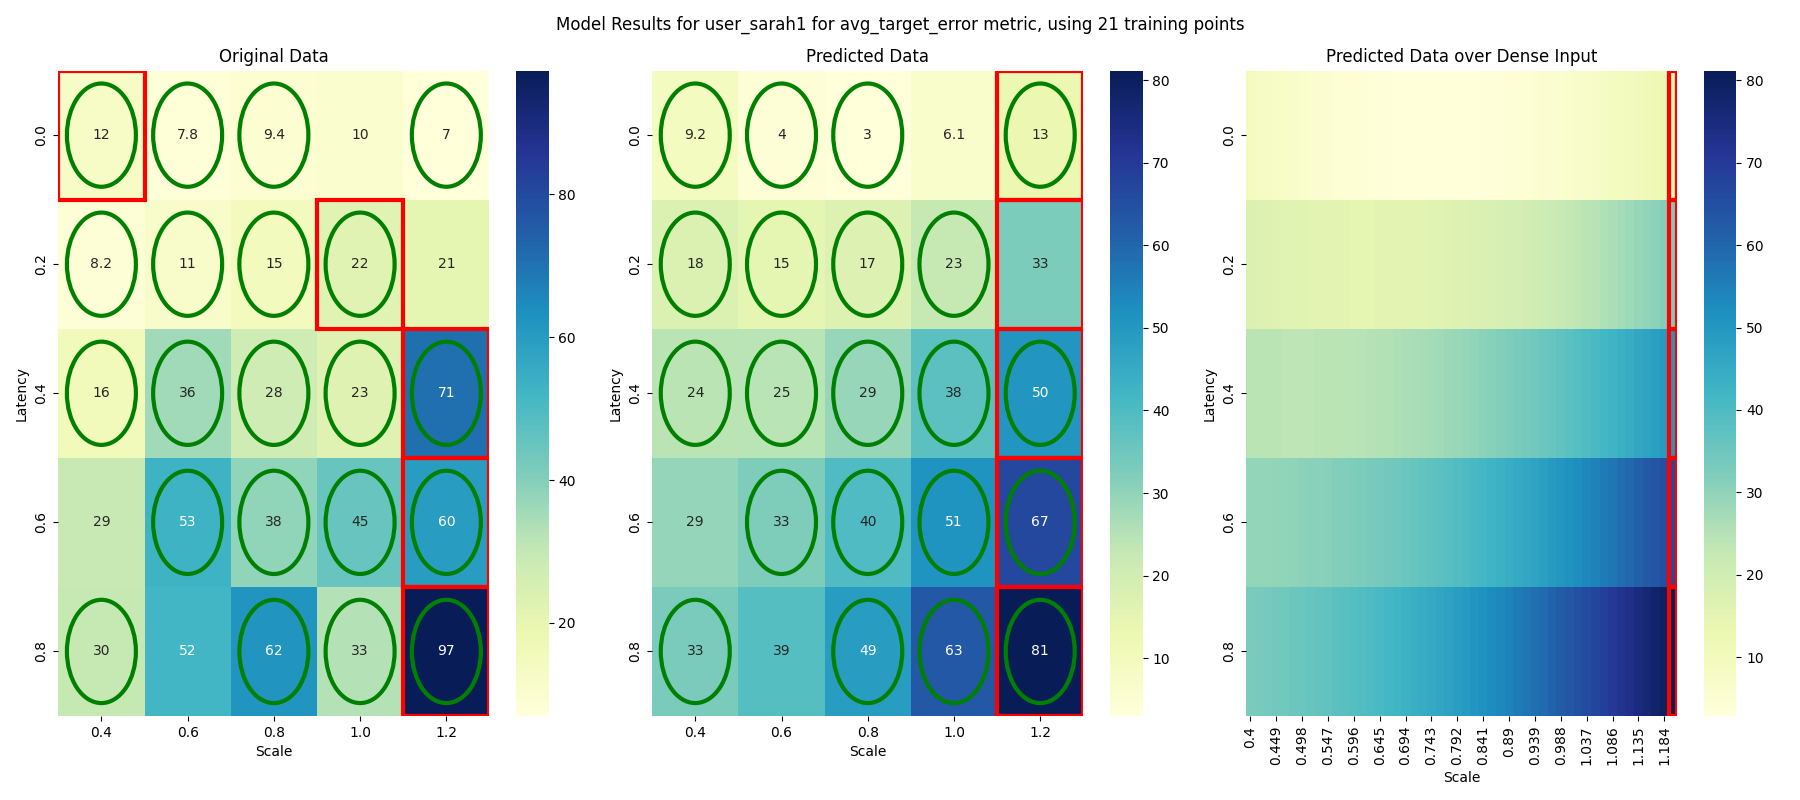 Model Results for user_sarah1 for avg_target_error metric, using 21 training points
Original Data
Latency
0.0 12 7.8 9.4 10 7
0.2 8.2 11 15 22 21
0.4 16 36 28 23 71
0.6 29 53 38 45 60
0.8 30 52 62 33 97
0.4 0.6 0.8 1.0 1.2
Scale
80
60
40
20
Predicted Data
Latency
0.0 9.2 4 3 6.1 13
0.2 18 15 17 23 33
0.4 24 25 29 38 50
0.6 29 33 40 51 67
0.8 33 39 49 63 81
0.4 0.6 0.8 1.0 1.2
Scale
80
70
60
50
40
30
20
10
Predicted Data over Dense Input
Latency
0.0
0.2
0.4
0.6
0.8
0.4 0.449 0.498 0.547 0.596 0.645 0.694 0.743 0.792 0.841 0.89 0.939 0.988 1.037 1.086 1.135 1.184
Scale
80
70
60
50
40
30
20
10